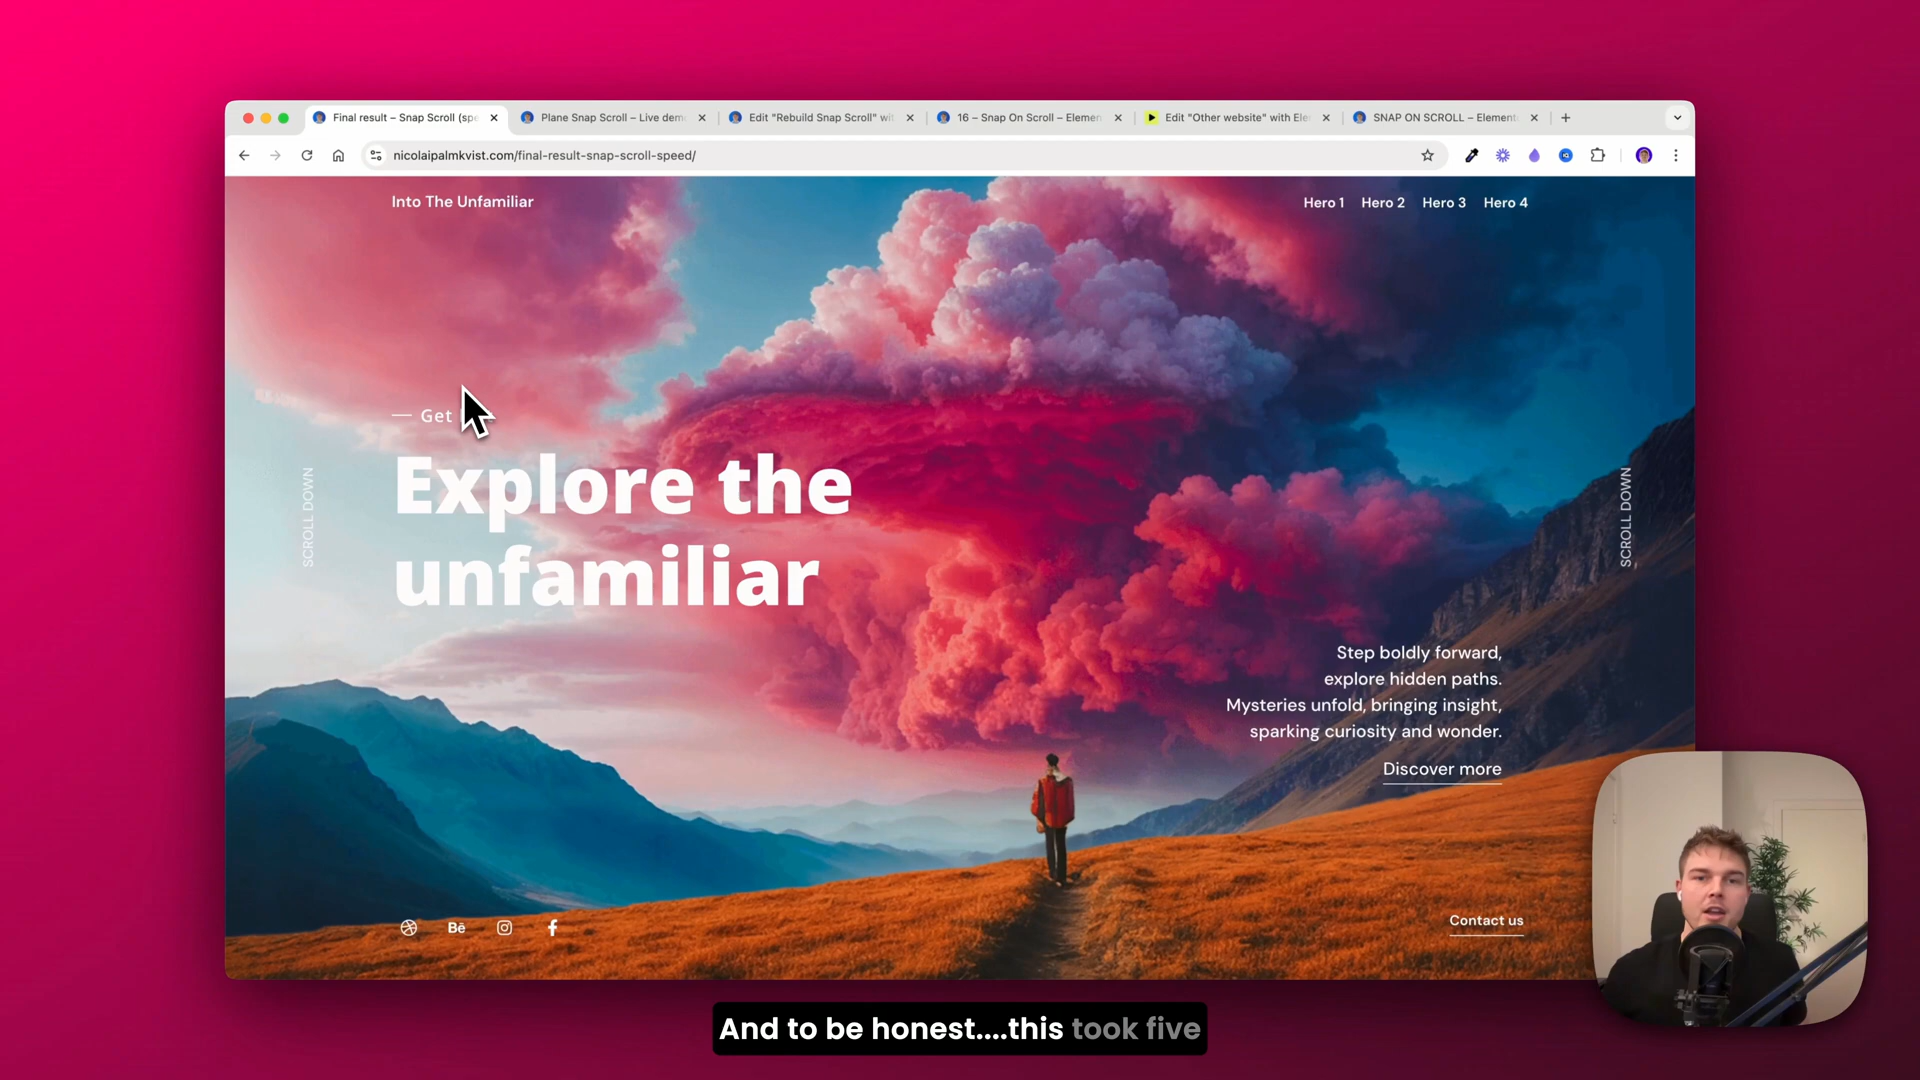 Final result – Snap Scroll (spe
Plane Snap Scroll – Live dem
Edit "Rebuild Snap Scroll" wi
16 – Snap On Scroll – Elemen
Edit "Other website" with Ele
SNAP ON SCROLL – Element
nicolaipalmkvist.com/final-result-snap-scroll-speed/
Into The Unfamiliar
Hero 1 Hero 2 Hero 3 Hero 4
Get
Explore the
unfamiliar
SCROLL DOWN
SCROLL DOWN
Step boldly forward,
explore hidden paths.
Mysteries unfold, bringing insight,
sparking curiosity and wonder.
Discover more
Bē
Contact us
And to be honest....this took five